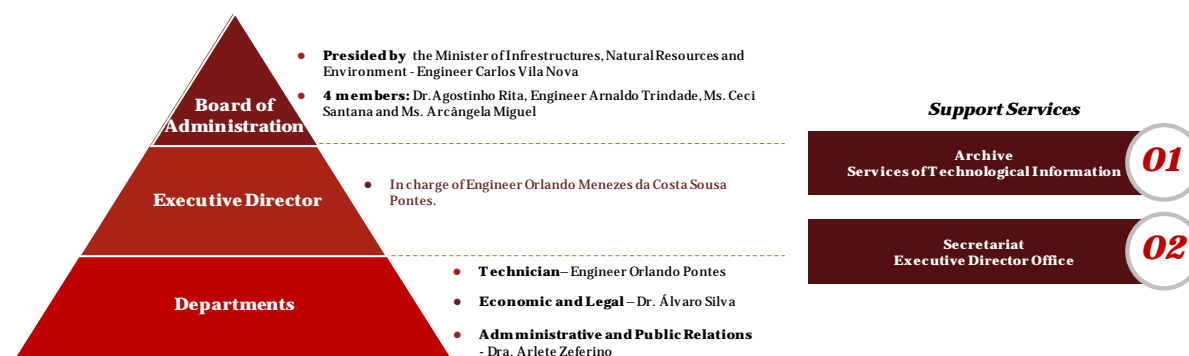 Board of
Administration
Presided by the Minister of Infrestructures, Natural Resources and
Environment - Engineer Carlos Vila Nova
4 members: Dr. Agostinho Rita, Engineer Arnaldo Trindade, Ms. Ceci
Santana and Ms. Arcângela Miguel
Executive Director
In charge of Engineer Orlando Menezes da Costa Sousa
Pontes.
Departments
Technician– Engineer Orlando Pontes
Economic and Legal – Dr. Álvaro Silva
Admministrative and Public Relations
- Dra. Arlete Zeferino
Support Services
Archive
Services of Technological Information
01
Secretariat
Executive Director Office
02